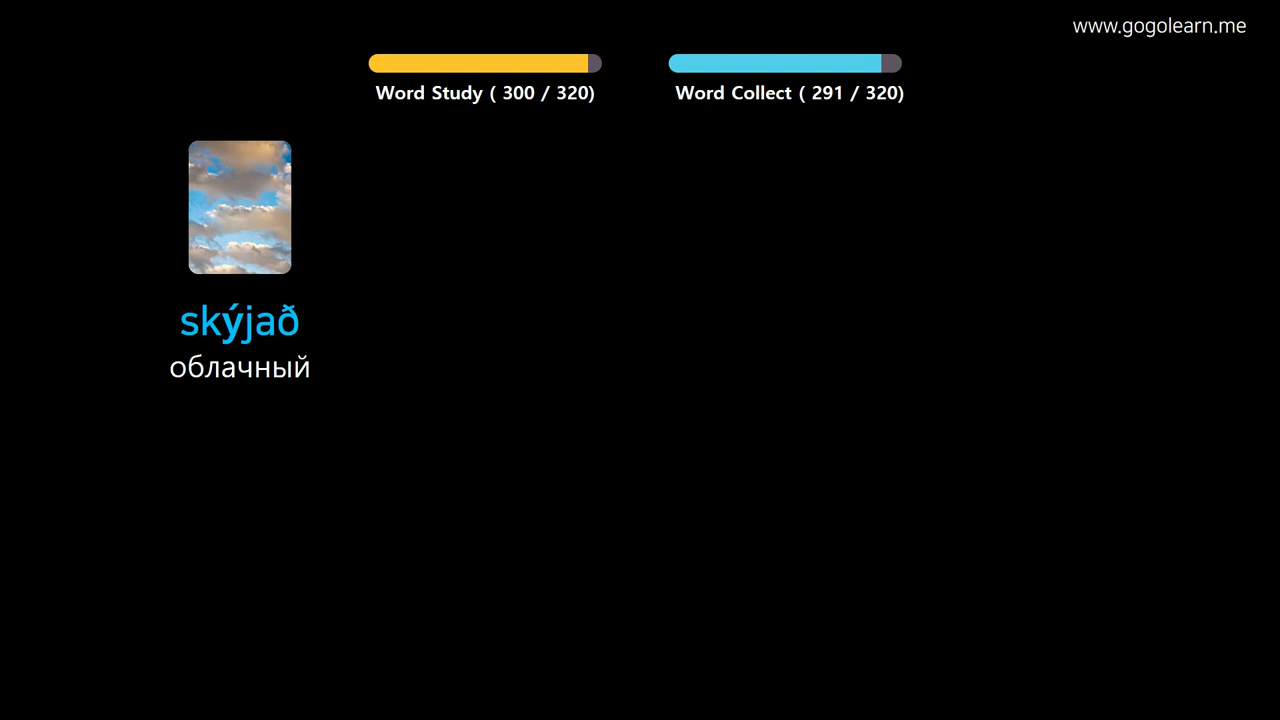 www.gogolearn.me
Word Study ( 300 / 320)
Word Collect ( 291 / 320)
skýjað
облачный